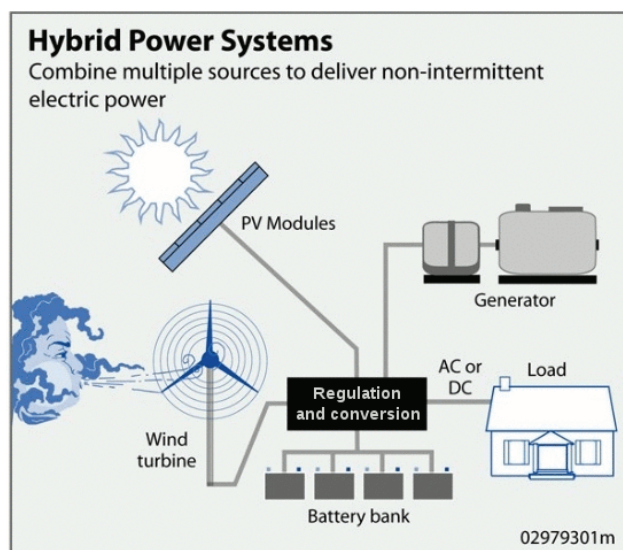 Hybrid Power Systems
Combine multiple sources to deliver non-intermittent
electric power
PV Modules
Generator
Regulation
and conversion
AC or
DC
Load
Wind
turbine
Battery bank
02979301m